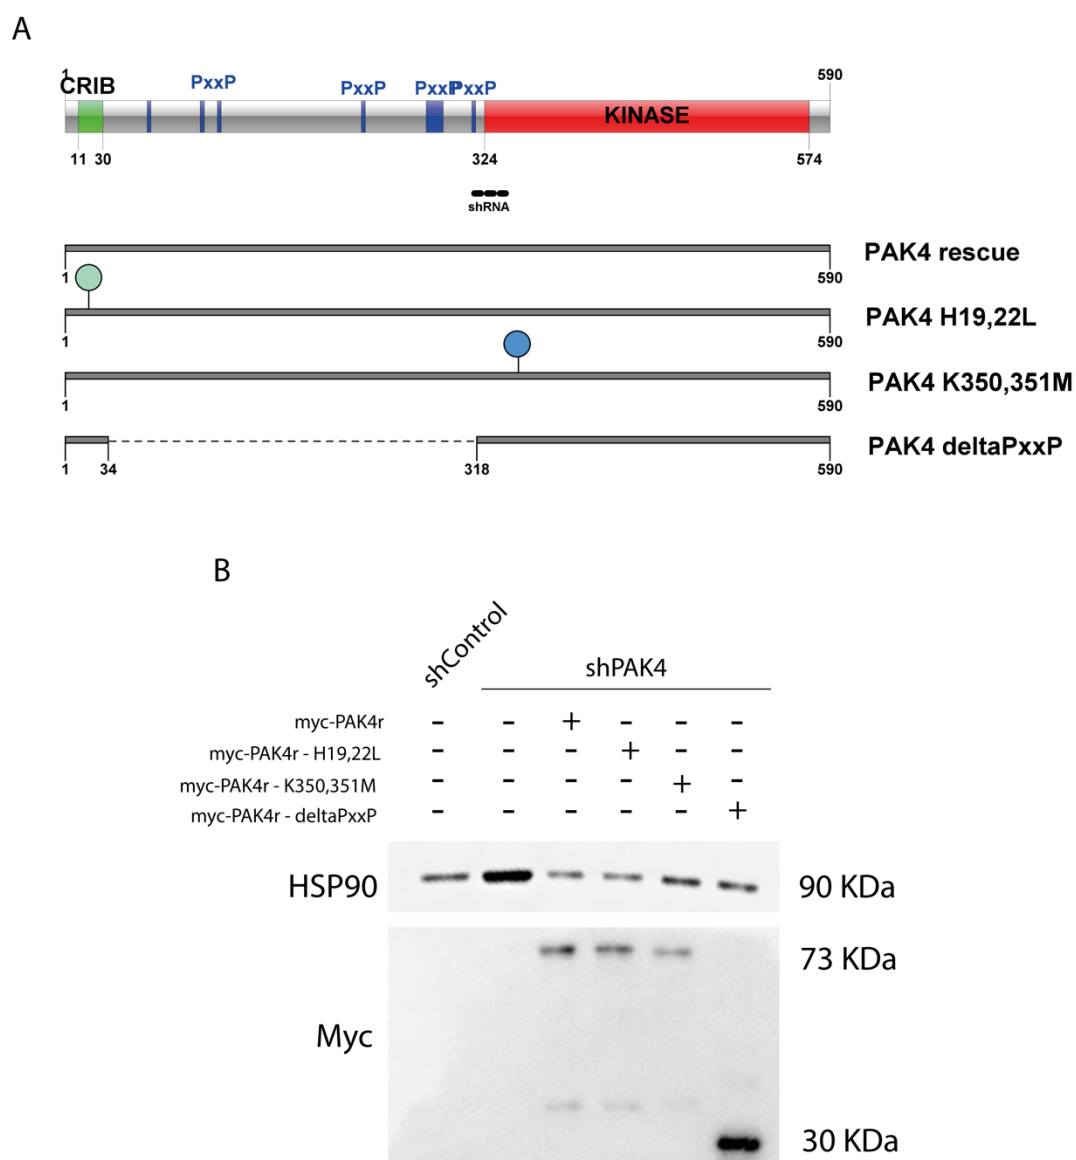 A
1
CRIB
PxxP
PxxP
PxxP
PxxP
590
KINASE
11 30
324
574
shRNA
PAK4 rescue
1
590
PAK4 H19,22L
1
590
PAK4 K350,351M
1
590
PAK4 deltaPxxP
1
34
318
590
B
shControl
shPAK4
myc-PAK4r - - + - - -
myc-PAK4r - H19,22L - - - + - -
myc-PAK4r - K350,351M - - - - + -
myc-PAK4r - deltaPxxP - - - - - +
HSP90
90 KDa
73 KDa
Myc
30 KDa